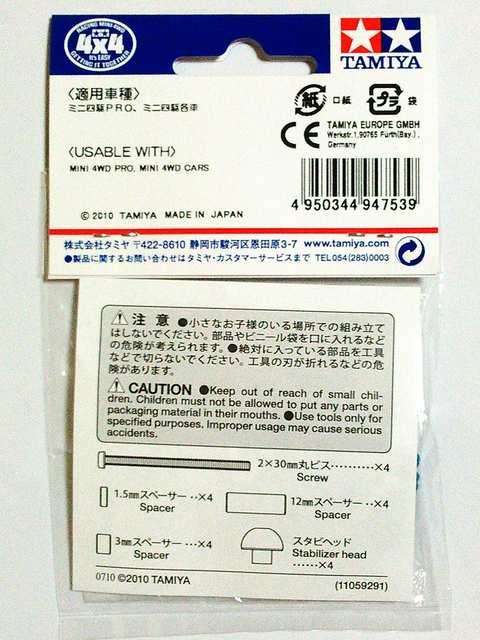 RACING MINI 4WD
4x4
It's EASY
GETTING IT TOGETHER
TAMIYA
〈適用車種〉
ミニ四駆PRO、ミニ四駆各車
〈USABLE WITH〉
MINI 4WD PRO, MINI 4WD CARS
© 2010 TAMIYA MADE IN JAPAN
紙 口紙
プラ 袋
CE
TAMIYA EUROPE GMBH
Werkstr.1,90765 Fürth(Bay.),
Germany
4 950344 947539
株式会社タミヤ 〒422-8610 静岡市駿河区恩田原3-7 www.tamiya.com
●製品に関するお問い合わせはタミヤ・カスタマーサービスまで TEL054(283)0003
注意 ●小さなお子様のいる場所での組み立て
はしないでください。部品やビニール袋を口に入れるなど
の危険が考えられます。●絶対に入っている部品を工具
などで切らないでください。工具の刃が折れるなどの危
険があります。
CAUTION ●Keep out of reach of small chil-
dren. Children must not be allowed to put any parts or
packaging material in their mouths. ●Use tools only for
specified purposes. Improper usage may cause serious
accidents.
2×30mm丸ビス··········×4
Screw
1.5mmスペーサー ··×4
Spacer
12mmスペーサー ··×4
Spacer
3mmスペーサー ··×4
Spacer
スタビヘッド
Stabilizer head
······×4
0710 ©2010 TAMIYA
(11059291)